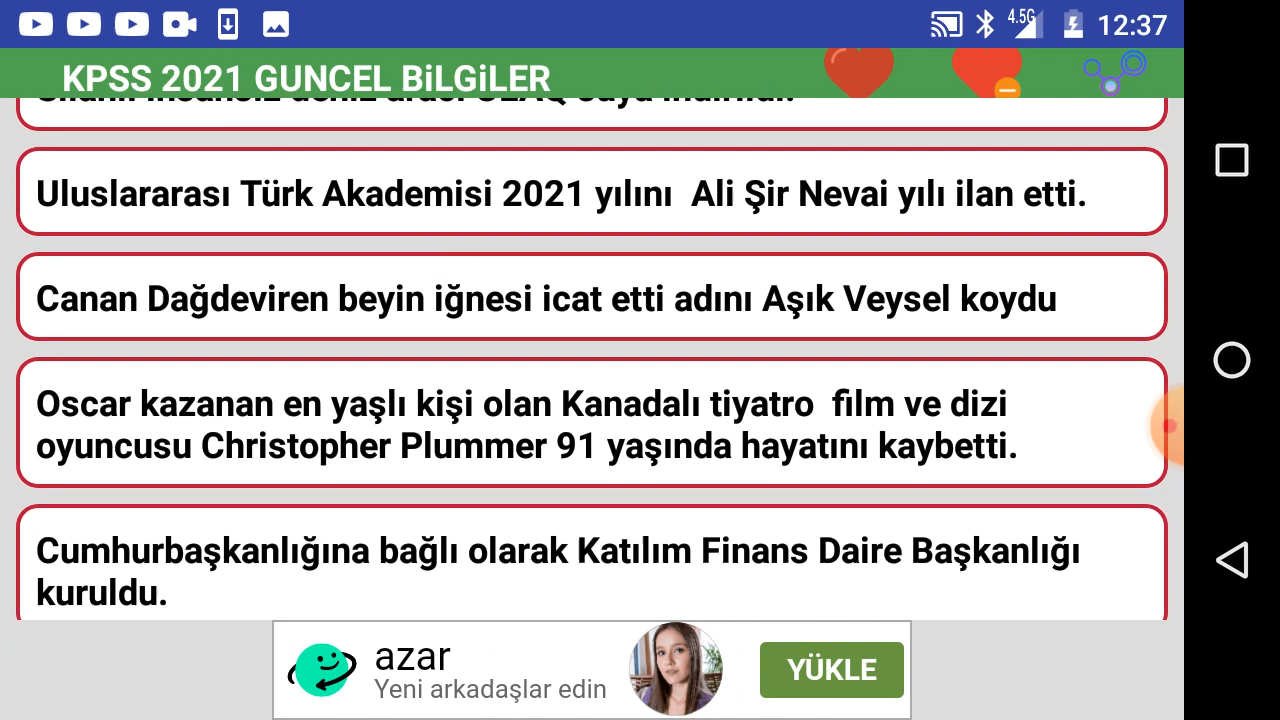 4.5G 12:37
KPSS 2021 GUNCEL BiLGiLER
Uluslararası Türk Akademisi 2021 yılını Ali Şir Nevai yılı ilan etti.
Canan Dağdeviren beyin iğnesi icat etti adını Aşık Veysel koydu
Oscar kazanan en yaşlı kişi olan Kanadalı tiyatro film ve dizi
oyuncusu Christopher Plummer 91 yaşında hayatını kaybetti.
Cumhurbaşkanlığına bağlı olarak Katılım Finans Daire Başkanlığı
kuruldu.
azar
Yeni arkadaşlar edin
YÜKLE